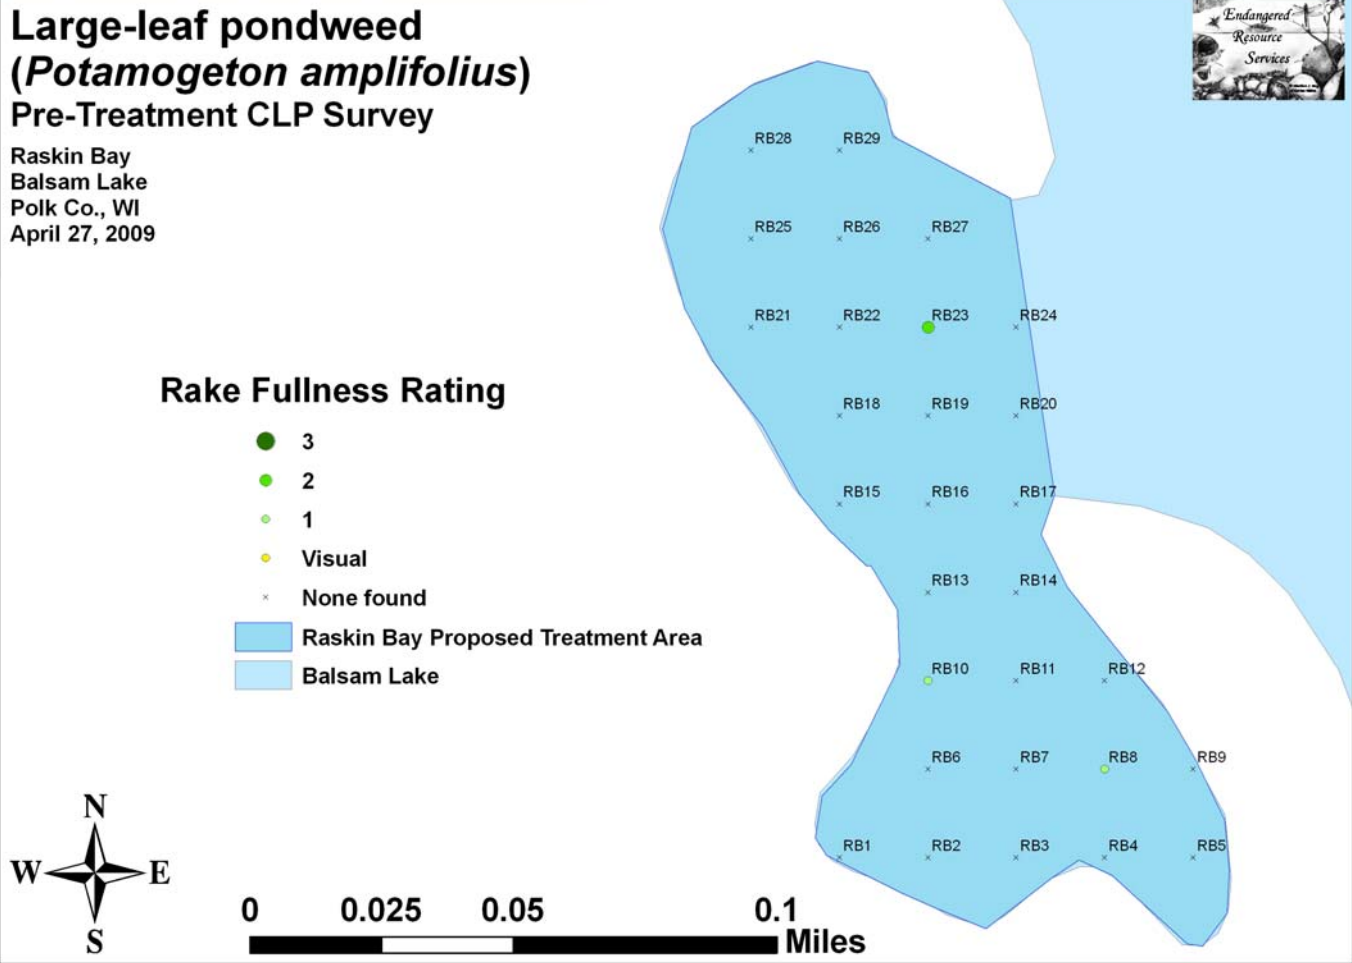 Large-leaf pondweed
(Potamogeton amplifolius)
Pre-Treatment CLP Survey
Raskin Bay
Balsam Lake
Polk Co., WI
April 27, 2009
Endangered
Resource
Services
RB28 RB29
RB25 RB26 RB27
RB21 RB22 RB23 RB24
RB18 RB19 RB20
RB15 RB16 RB17
RB13 RB14
RB10 RB11 RB12
RB6 RB7 RB8 RB9
RB1 RB2 RB3 RB4 RB5
Rake Fullness Rating
3
2
1
Visual
None found
Raskin Bay Proposed Treatment Area
Balsam Lake
N
W E
S
0 0.025 0.05 0.1
Miles